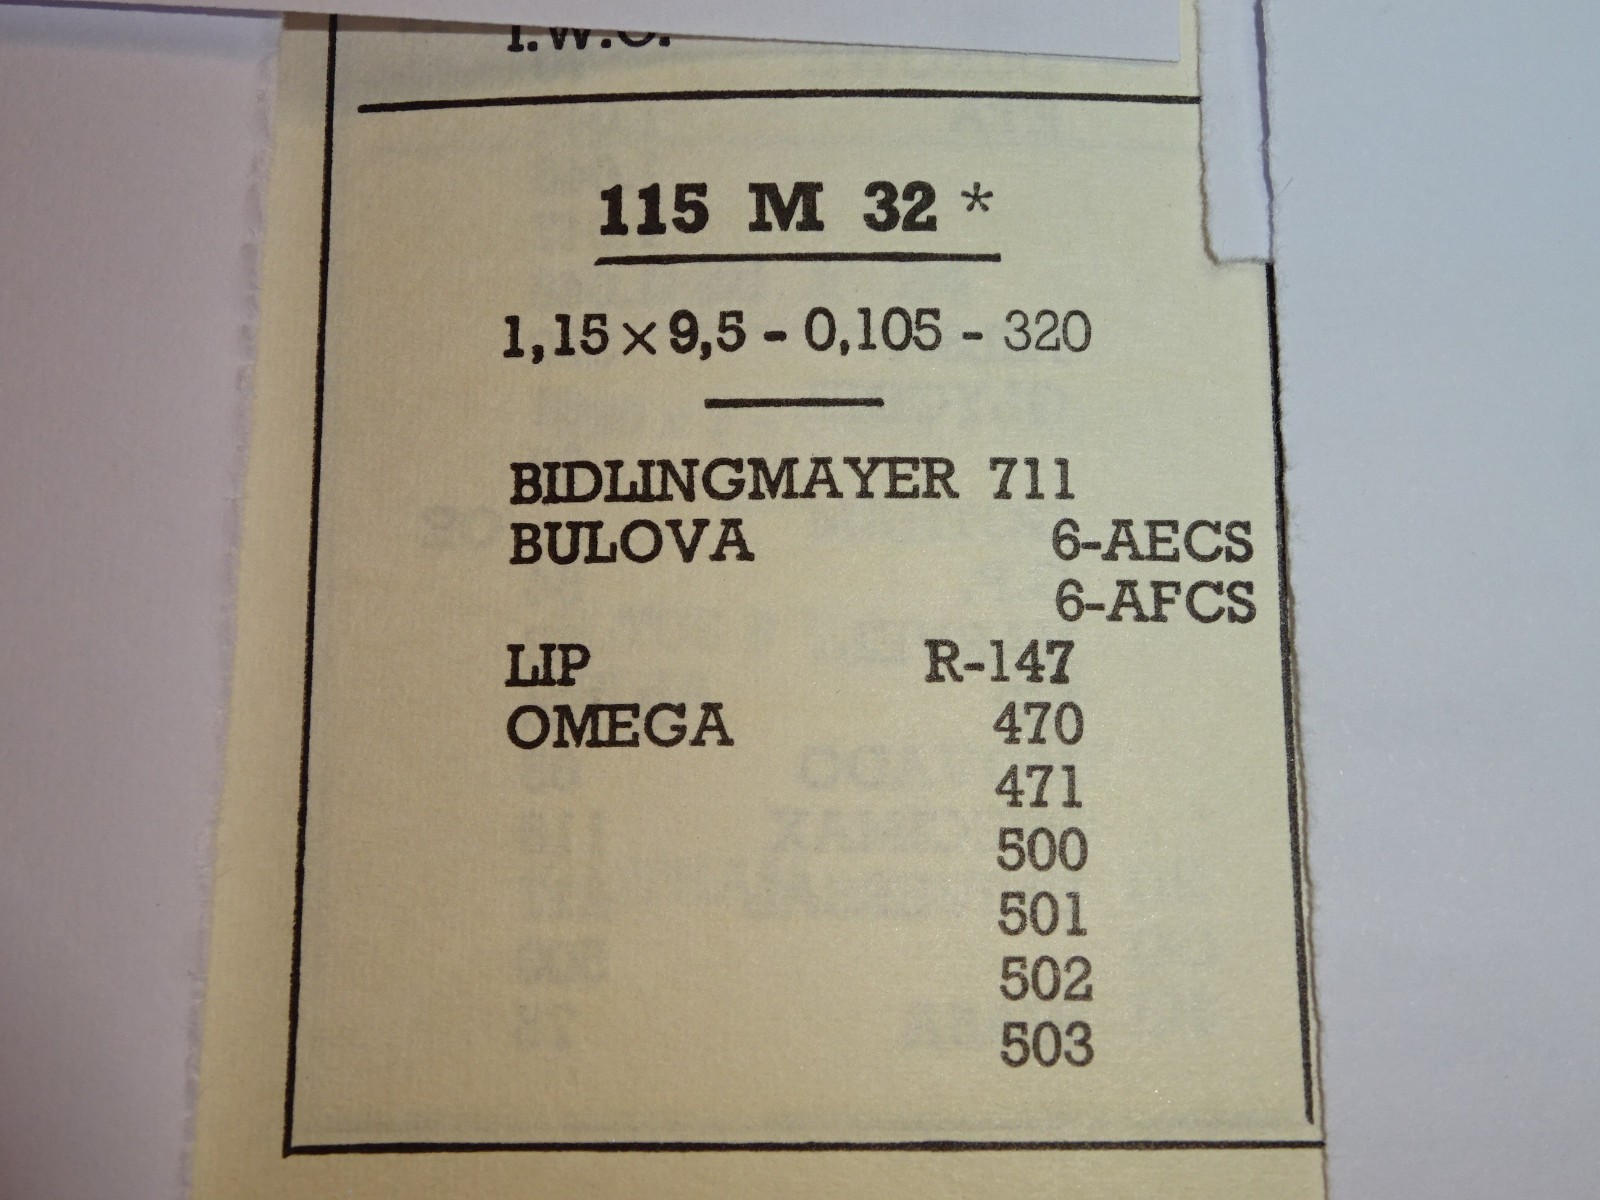 I.W.C.
115 M 32 *
1,15 × 9,5 - 0,105 - 320
BIDLINGMAYER 711
BULOVA 6-AECS
6-AFCS
LIP R-147
OMEGA 470
471
500
501
502
503